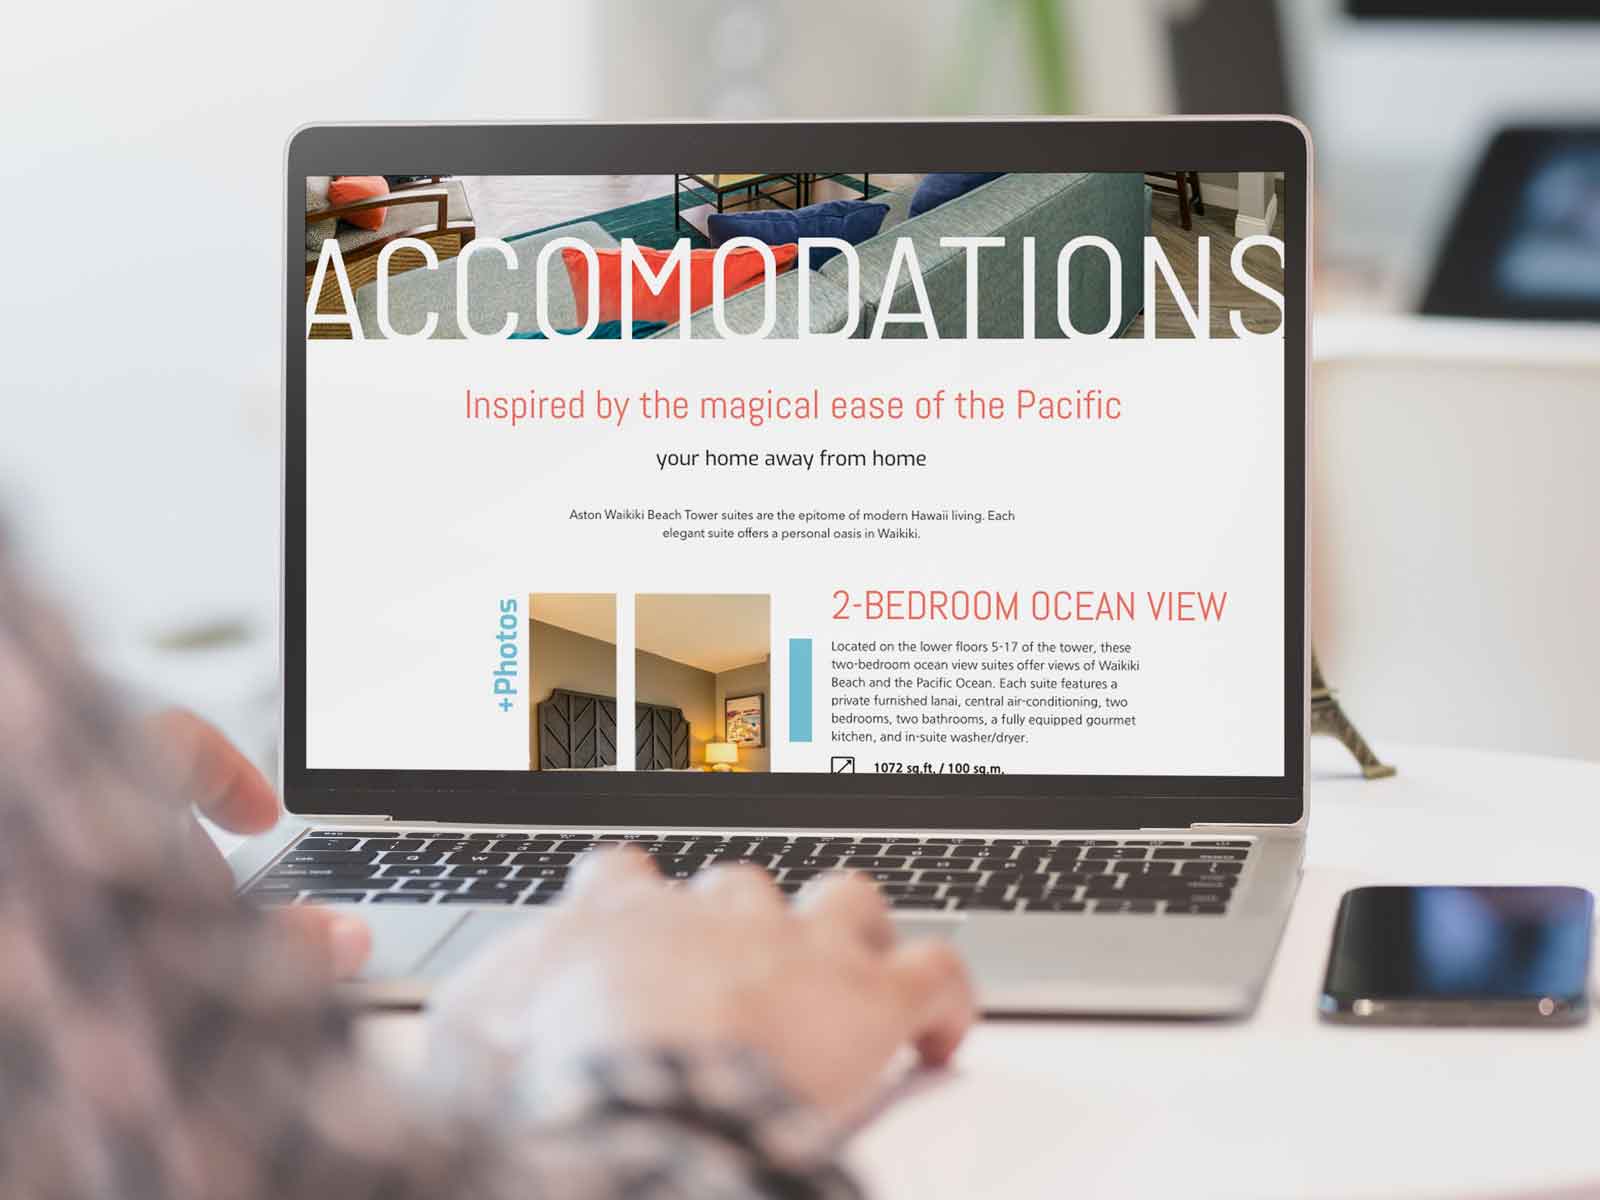 ACCOMODATIONS
Inspired by the magical ease of the Pacific
your home away from home
Aston Waikiki Beach Tower suites are the epitome of modern Hawaii living. Each
elegant suite offers a personal oasis in Waikiki.
+Photos
2-BEDROOM OCEAN VIEW
Located on the lower floors 5-17 of the tower, these
two-bedroom ocean view suites offer views of Waikiki
Beach and the Pacific Ocean. Each suite features a
private furnished lanai, central air-conditioning, two
bedrooms, two bathrooms, a fully equipped gourmet
kitchen, and in-suite washer/dryer.
1072 sq.ft. / 100 sq.m.
Q W E
A S